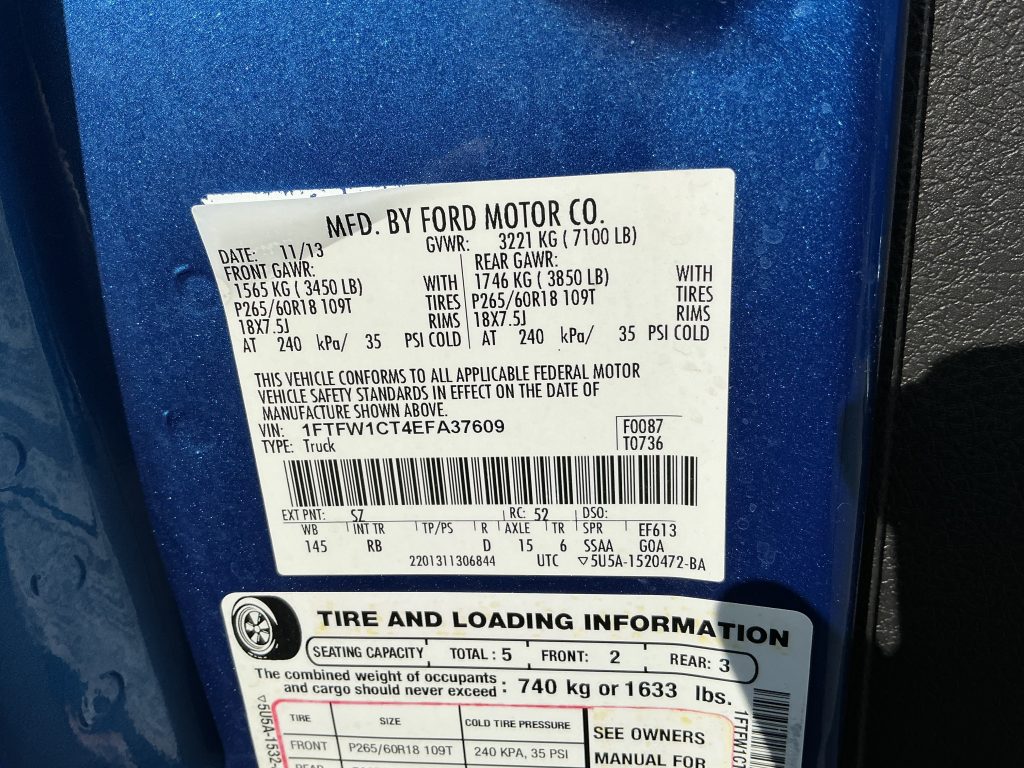 MFD. BY FORD MOTOR CO.
DATE: 11/13 GVWR: 3221 KG ( 7100 LB)
FRONT GAWR: REAR GAWR:
1565 KG ( 3450 LB) WITH 1746 KG ( 3850 LB) WITH
P265/60R18 109T TIRES P265/60R18 109T TIRES
18X7.5J RIMS 18X7.5J RIMS
AT 240 kPa/ 35 PSI COLD AT 240 kPa/ 35 PSI COLD
THIS VEHICLE CONFORMS TO ALL APPLICABLE FEDERAL MOTOR
VEHICLE SAFETY STANDARDS IN EFFECT ON THE DATE OF
MANUFACTURE SHOWN ABOVE.
VIN: 1FTFW1CT4EFA37609 F0087
TYPE: Truck T0736
EXT PNT: SZ RC: 52 DSO:
WB INT TR TP/PS R AXLE TR SPR EF613
145 RB D 15 6 SSAA GOA
2201311306844 UTC ▽5U5A-1520472-BA
TIRE AND LOADING INFORMATION
SEATING CAPACITY TOTAL : 5 FRONT: 2 REAR: 3
The combined weight of occupants
and cargo should never exceed : 740 kg or 1633 lbs.
TIRE SIZE COLD TIRE PRESSURE SEE OWNERS
FRONT P265/60R18 109T 240 KPA, 35 PSI MANUAL FOR
▽5U5A-1532-
1FTFW1CT